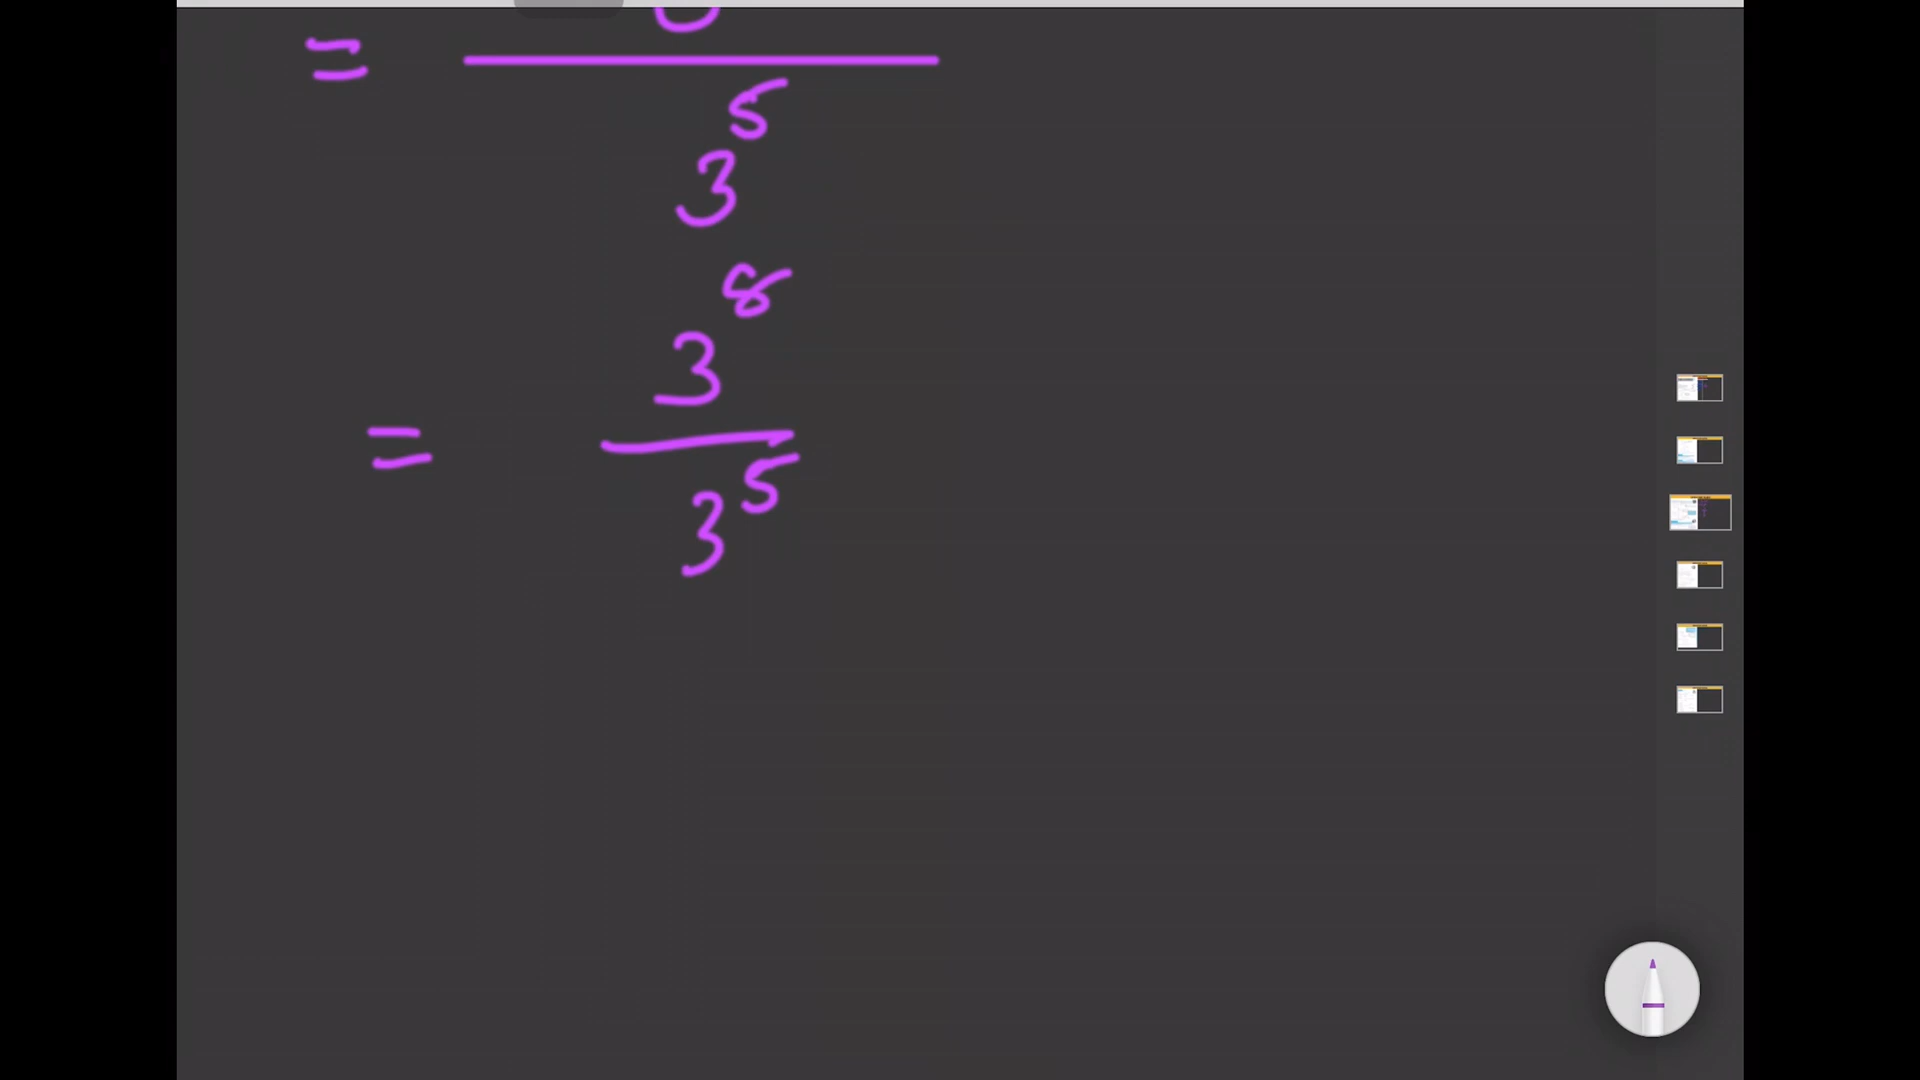 =
3^5
= 3^8 / 3^5